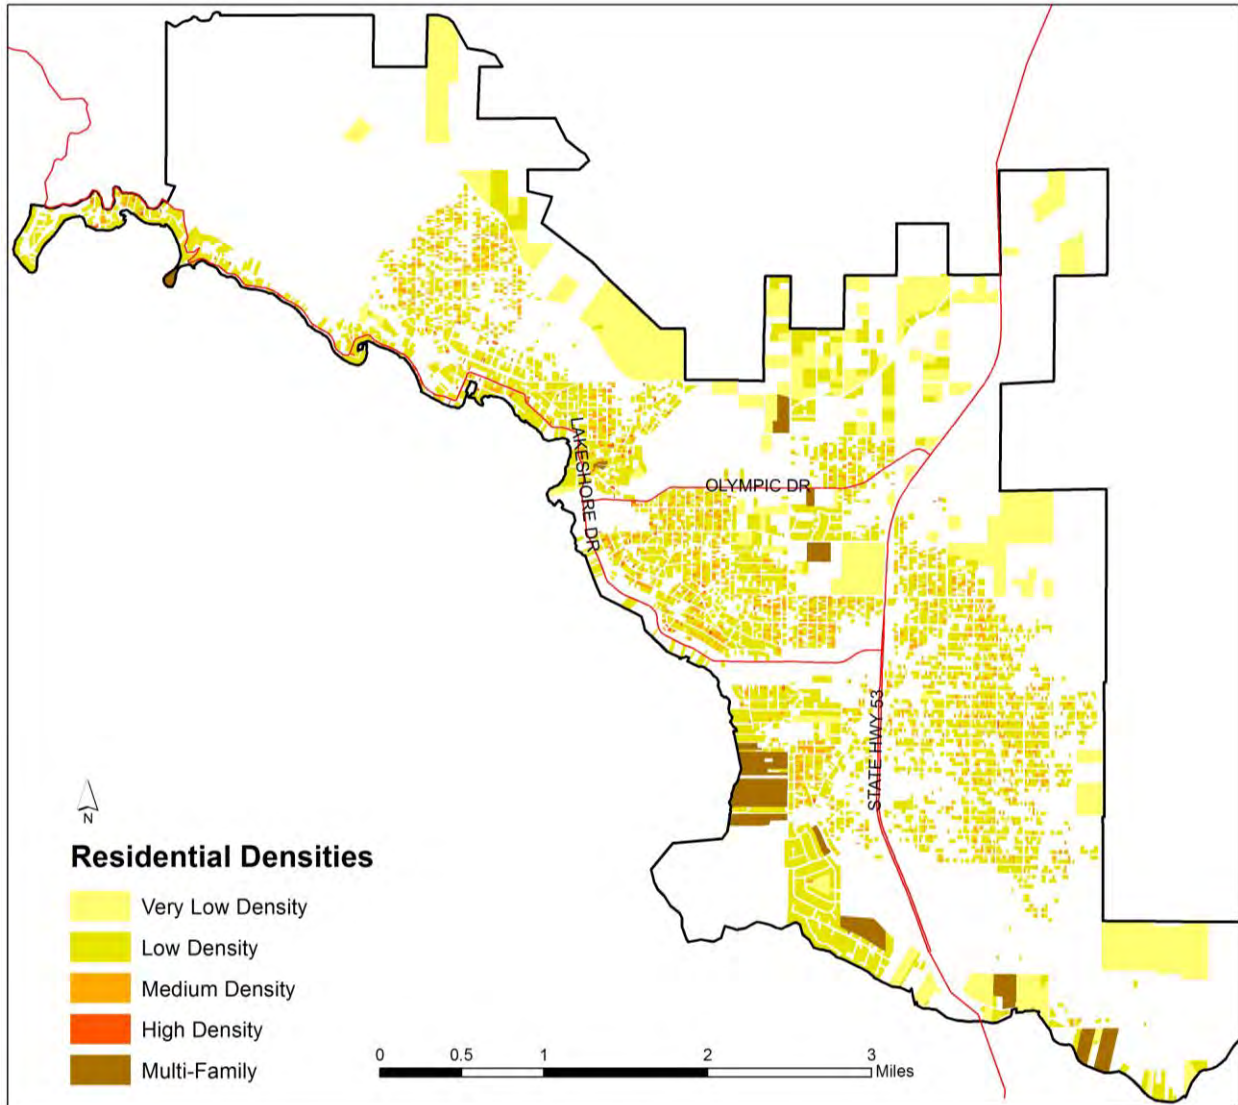 LAKESHORE DR
OLYMPIC DR
STATE HWY 53
N
Residential Densities
Very Low Density
Low Density
Medium Density
High Density
Multi-Family
0 0.5 1 2 3
Miles